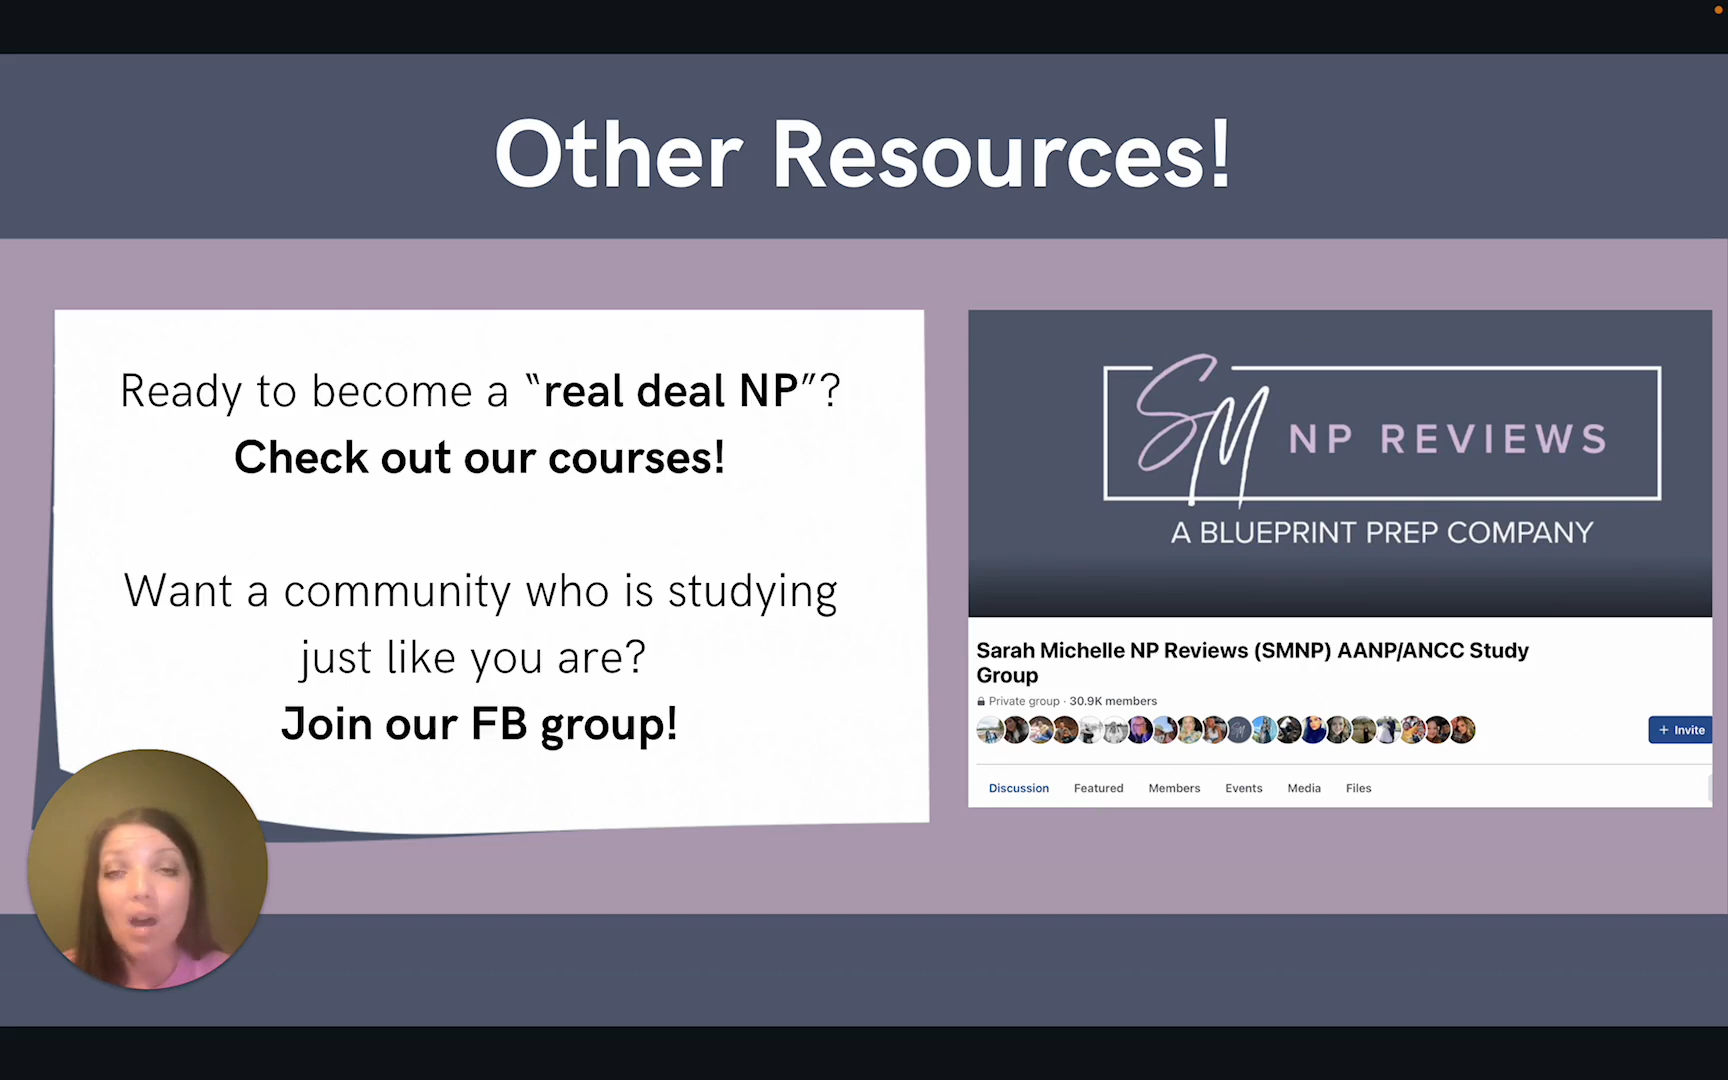 Other Resources!
Ready to become a “real deal NP”?
Check out our courses!
Want a community who is studying
just like you are?
Join our FB group!
SM NP REVIEWS
A BLUEPRINT PREP COMPANY
Sarah Michelle NP Reviews (SMNP) AANP/ANCC Study
Group
Private group · 30.9K members
SM
+ Invite
Discussion Featured Members Events Media Files